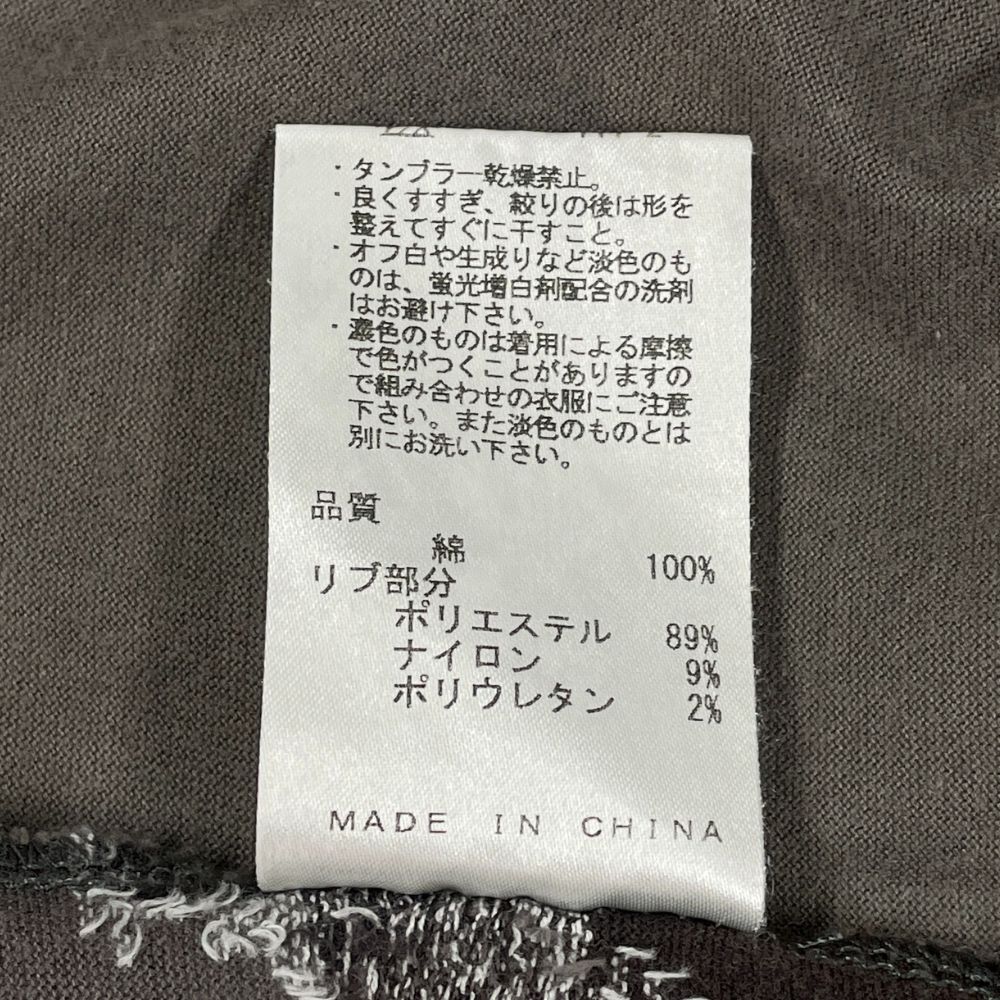 ・タンブラー乾燥禁止。
・良くすすぎ、絞りの後は形を
整えてすぐに干すこと。
・オフ白や生成りなど淡色のも
のは、蛍光増白剤配合の洗剤
はお避け下さい。
・濃色のものは着用による摩擦
で色がつくことがありますの
で組み合わせの衣服にご注意
下さい。また淡色のものとは
別にお洗い下さい。
品質
綿 100%
リブ部分
ポリエステル 89%
ナイロン 9%
ポリウレタン 2%
MADE IN CHINA